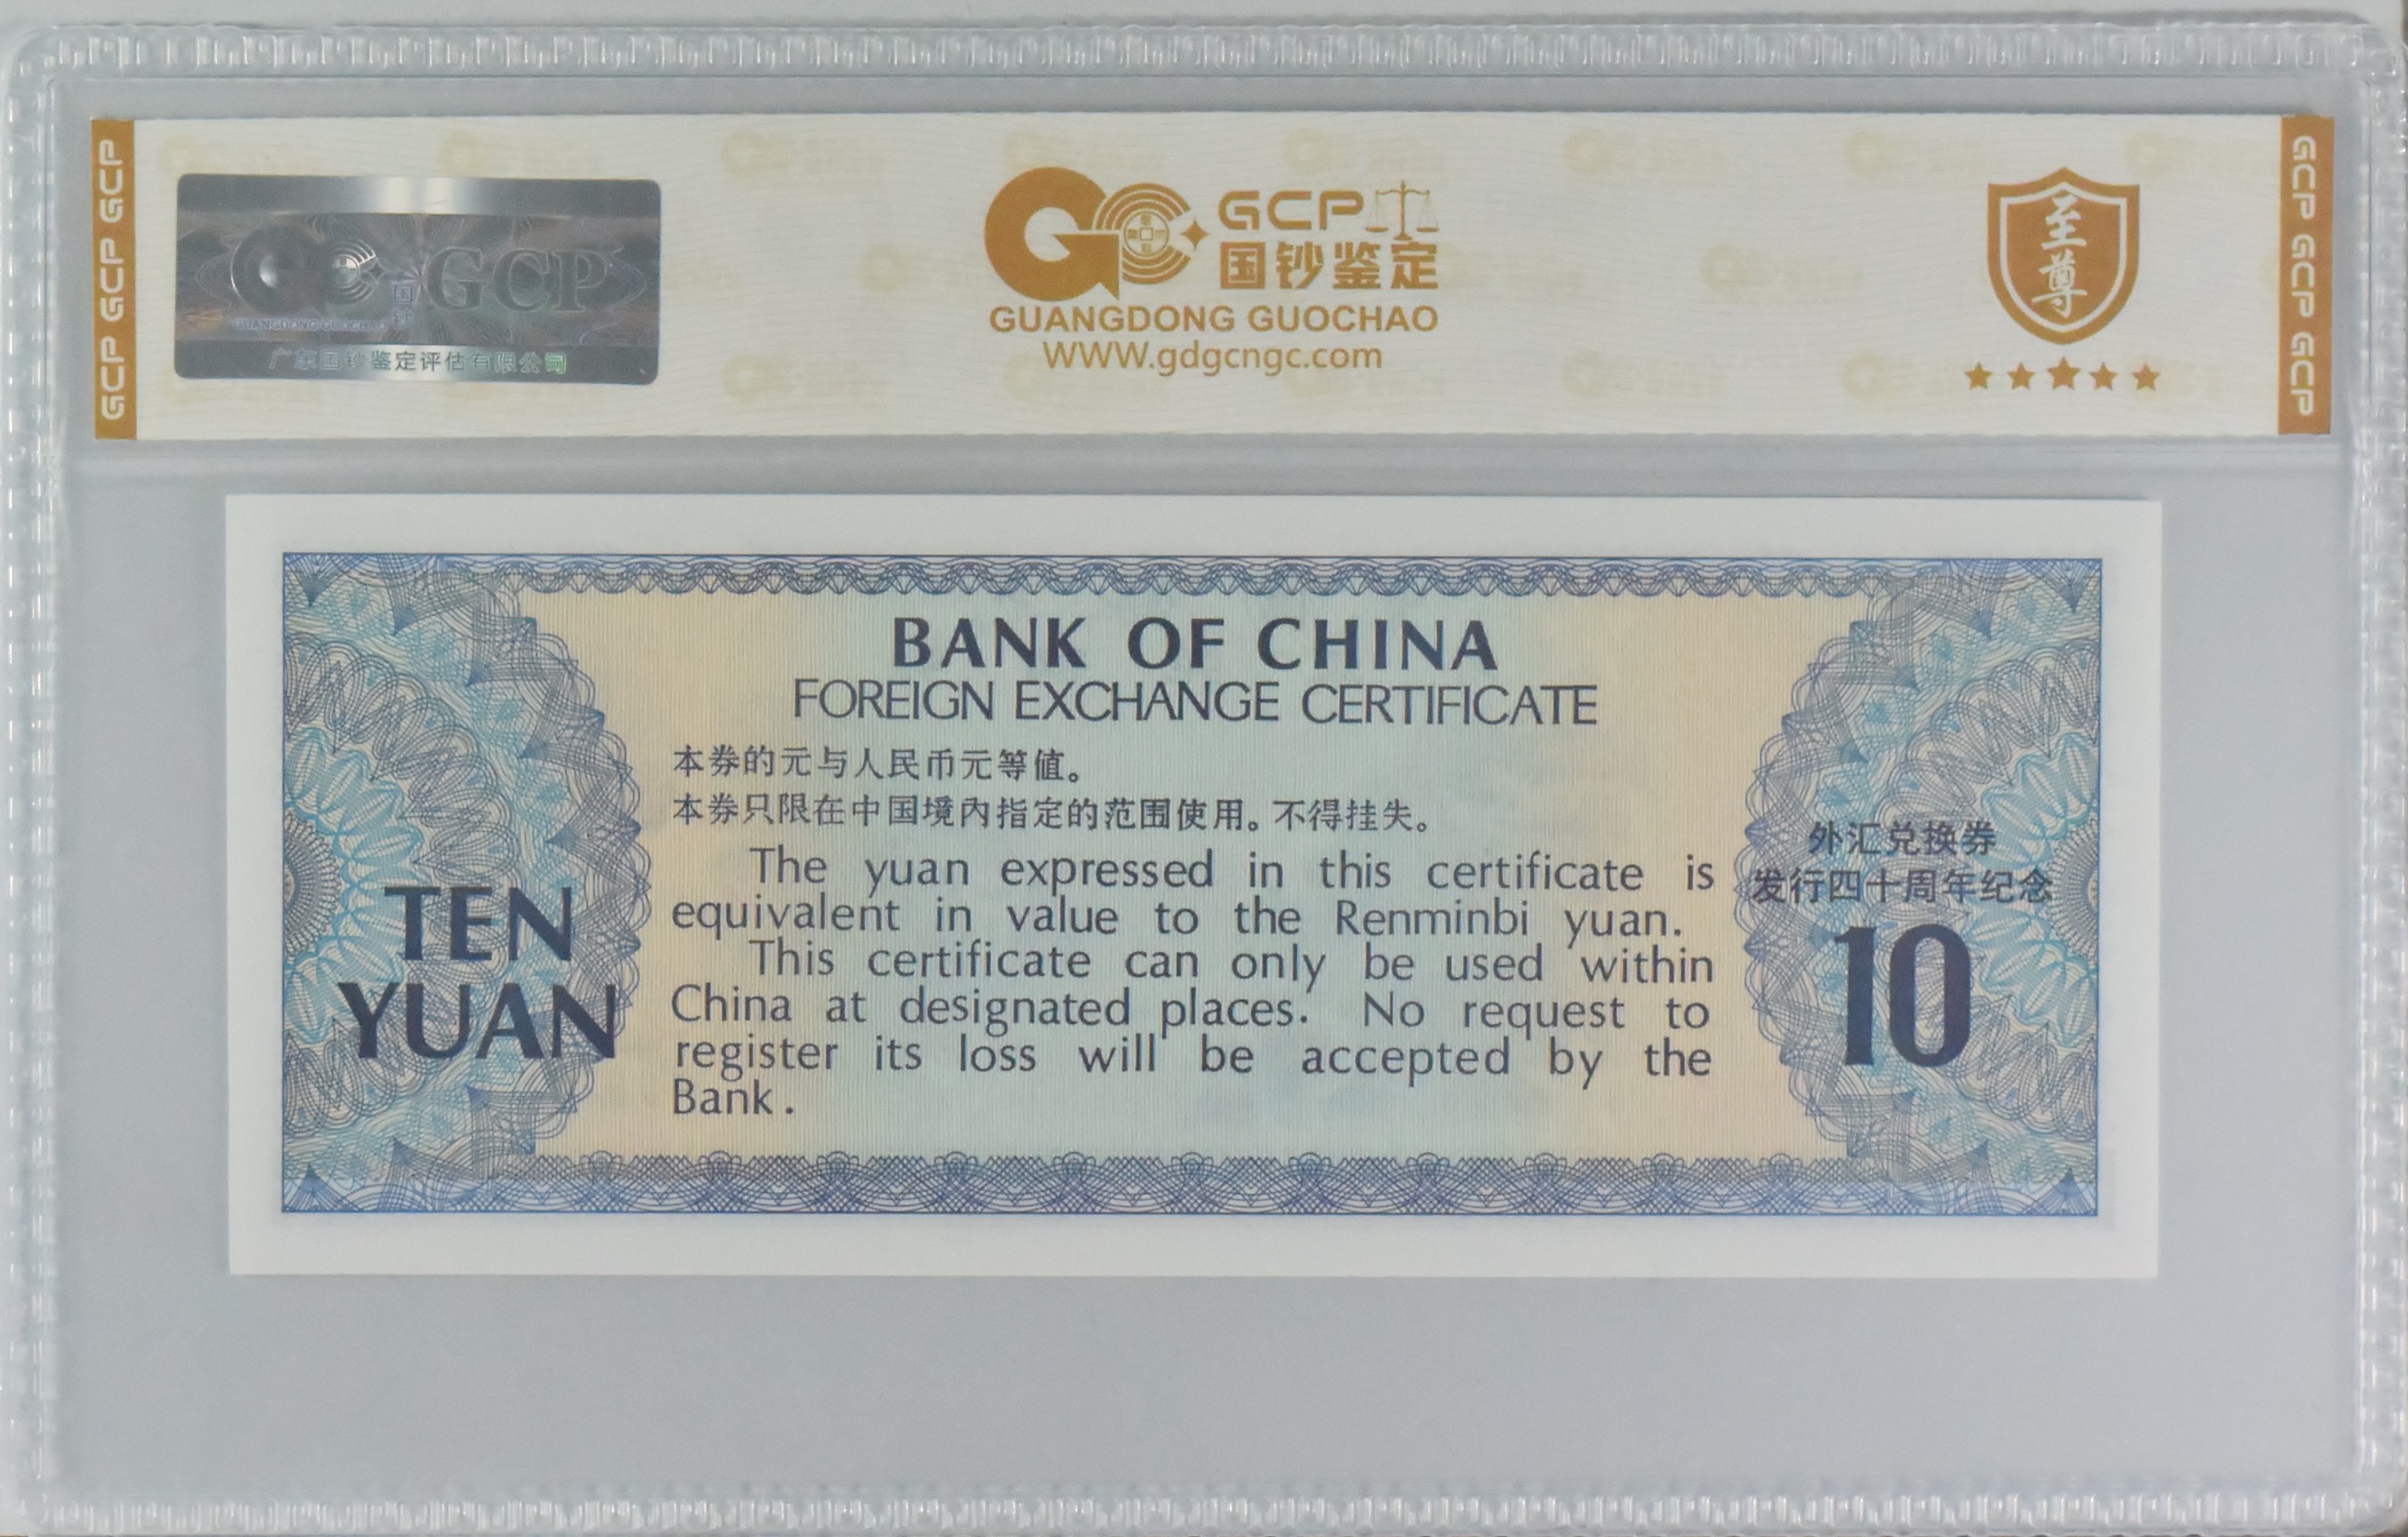 GCP GCP GCP
GCP
GUANGDONG GUOCHAO
广东国钞鉴定评估有限公司
GCP
国钞鉴定
GUANGDONG GUOCHAO
WWW.gdgcngc.com
至尊
GCP GCP GCP
BANK OF CHINA
FOREIGN EXCHANGE CERTIFICATE
本券的元与人民币元等值。
本券只限在中国境内指定的范围使用。不得挂失。
The yuan expressed in this certificate is
equivalent in value to the Renminbi yuan.
This certificate can only be used within
China at designated places. No request to
register its loss will be accepted by the
Bank.
TEN
YUAN
外汇兑换券
发行四十周年纪念
10